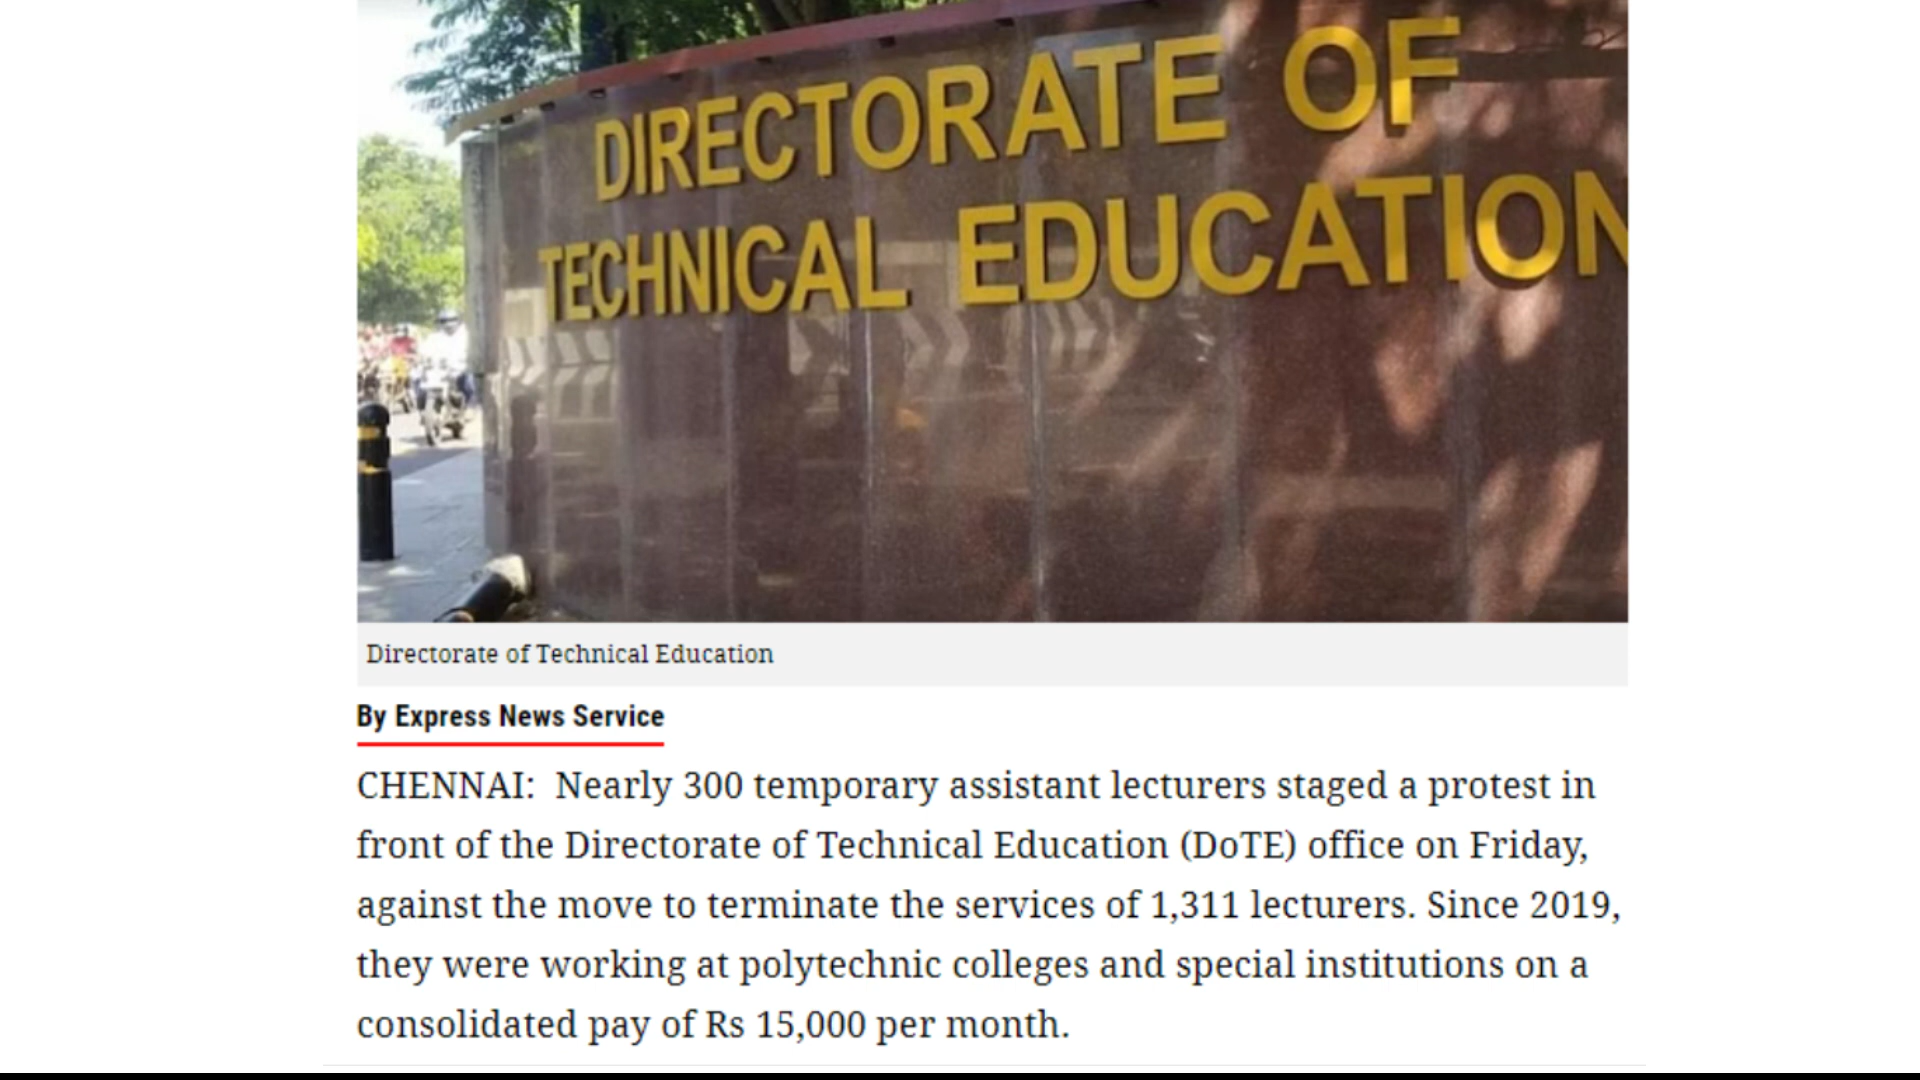 DIRECTORATE OF
TECHNICAL EDUCATION
Directorate of Technical Education
By Express News Service
CHENNAI: Nearly 300 temporary assistant lecturers staged a protest in
front of the Directorate of Technical Education (DoTE) office on Friday,
against the move to terminate the services of 1,311 lecturers. Since 2019,
they were working at polytechnic colleges and special institutions on a
consolidated pay of Rs 15,000 per month.